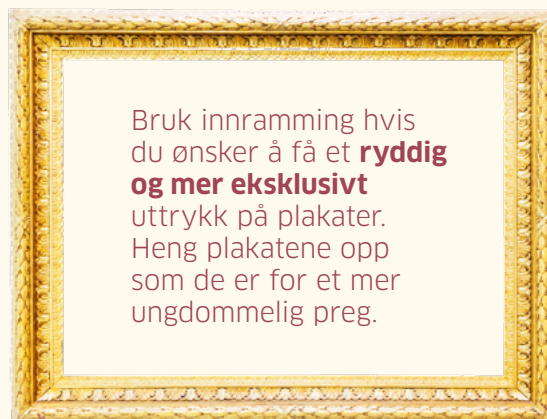 Bruk innramming hvis
du ønsker å få et ryddig
og mer eksklusivt
uttrykk på plakater.
Heng plakatene opp
som de er for et mer
ungdommelig preg.